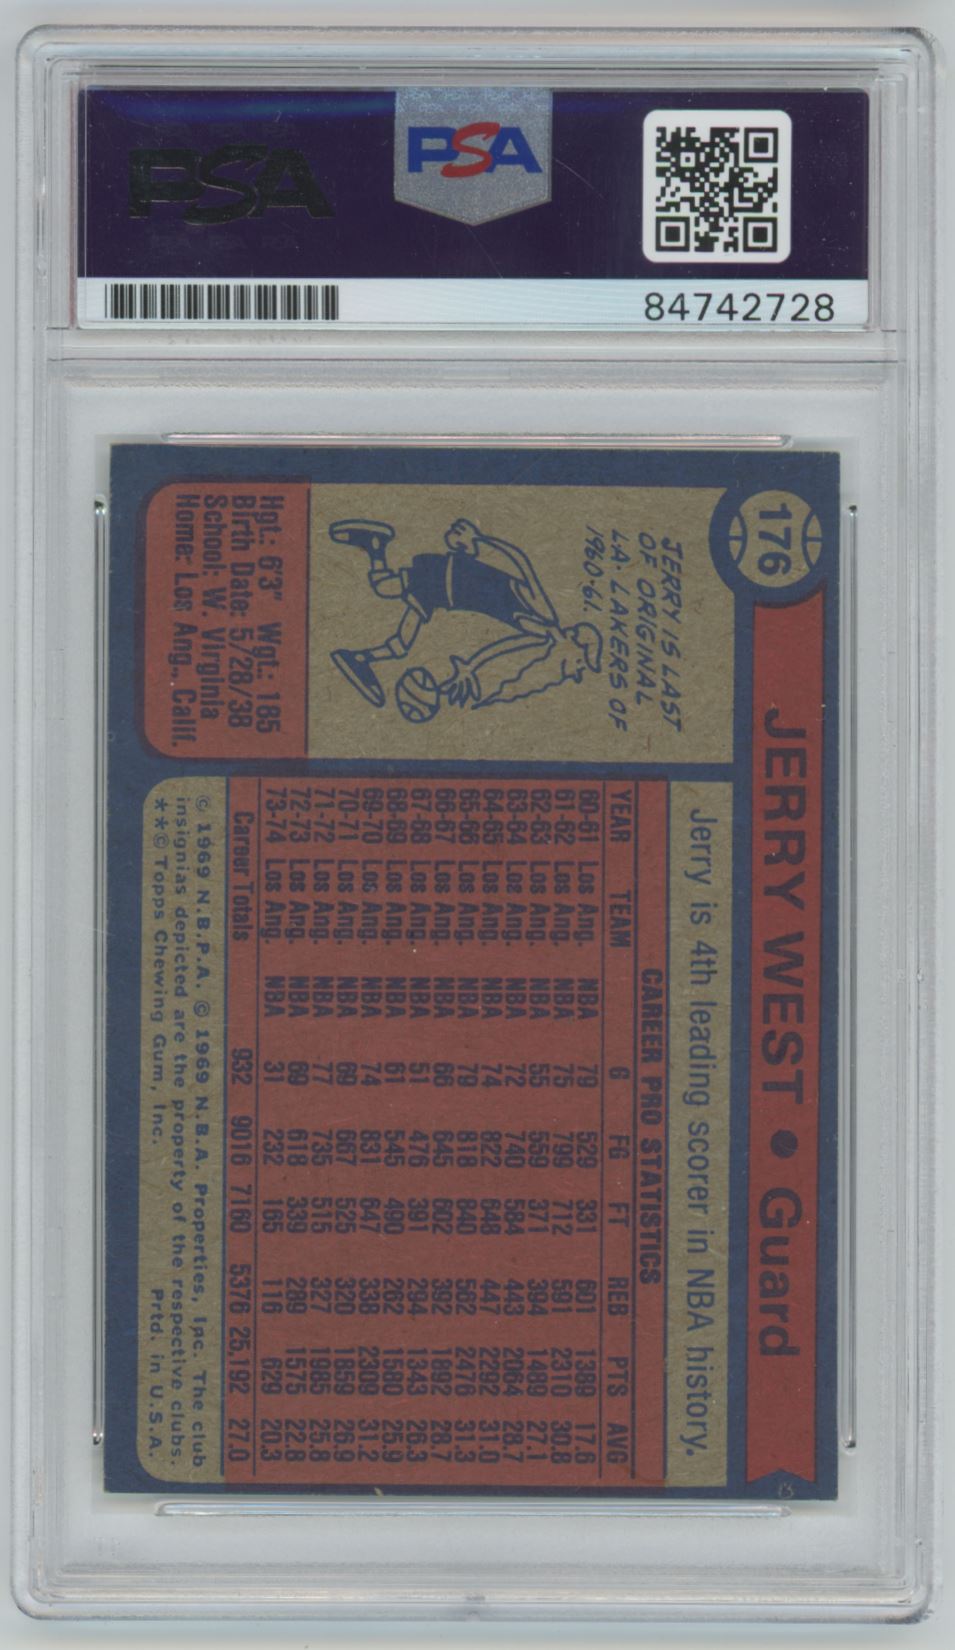 PSA
PSA
84742728
176
JERRY WEST • Guard
JERRY IS LAST
OF ORIGINAL
L.A. LAKERS OF
1960-61.
Hgt.: 6'3" Wgt.: 185
Birth Date: 5/28/38
School: W. Virginia
Home: Los Ang., Calif.
Jerry is 4th leading scorer in NBA history.
CAREER PRO STATISTICS
YEAR TEAM G FG FT REB PTS AVG
60-61 Los Ang. NBA 79 529 331 601 1389 17.6
61-62 Los Ang. NBA 75 799 712 591 2310 30.8
62-63 Los Ang. NBA 55 559 371 384 1489 27.1
63-64 Los Ang. NBA 72 740 584 443 2064 28.7
64-65 Los Ang. NBA 74 822 648 447 2292 31.0
65-66 Los Ang. NBA 79 818 840 562 2476 31.3
66-67 Los Ang. NBA 66 645 602 392 1892 28.7
67-68 Los Ang. NBA 51 476 391 294 1343 26.3
68-69 Los Ang. NBA 61 545 490 262 1580 25.9
69-70 Los Ang. NBA 74 831 647 338 2309 31.2
70-71 Los Ang. NBA 69 667 525 320 1859 26.9
71-72 Los Ang. NBA 77 735 515 327 1985 25.8
72-73 Los Ang. NBA 69 618 339 289 1575 22.8
73-74 Los Ang. NBA 31 232 165 116 629 20.3
Career Totals 932 9016 7160 5376 25,192 27.0
© 1969 N.B.P.A. © 1969 N.B.A. Properties, Inc. The club
insignias depicted are the property of the respective clubs.
**© Topps Chewing Gum, Inc. Prtd. in U.S.A.